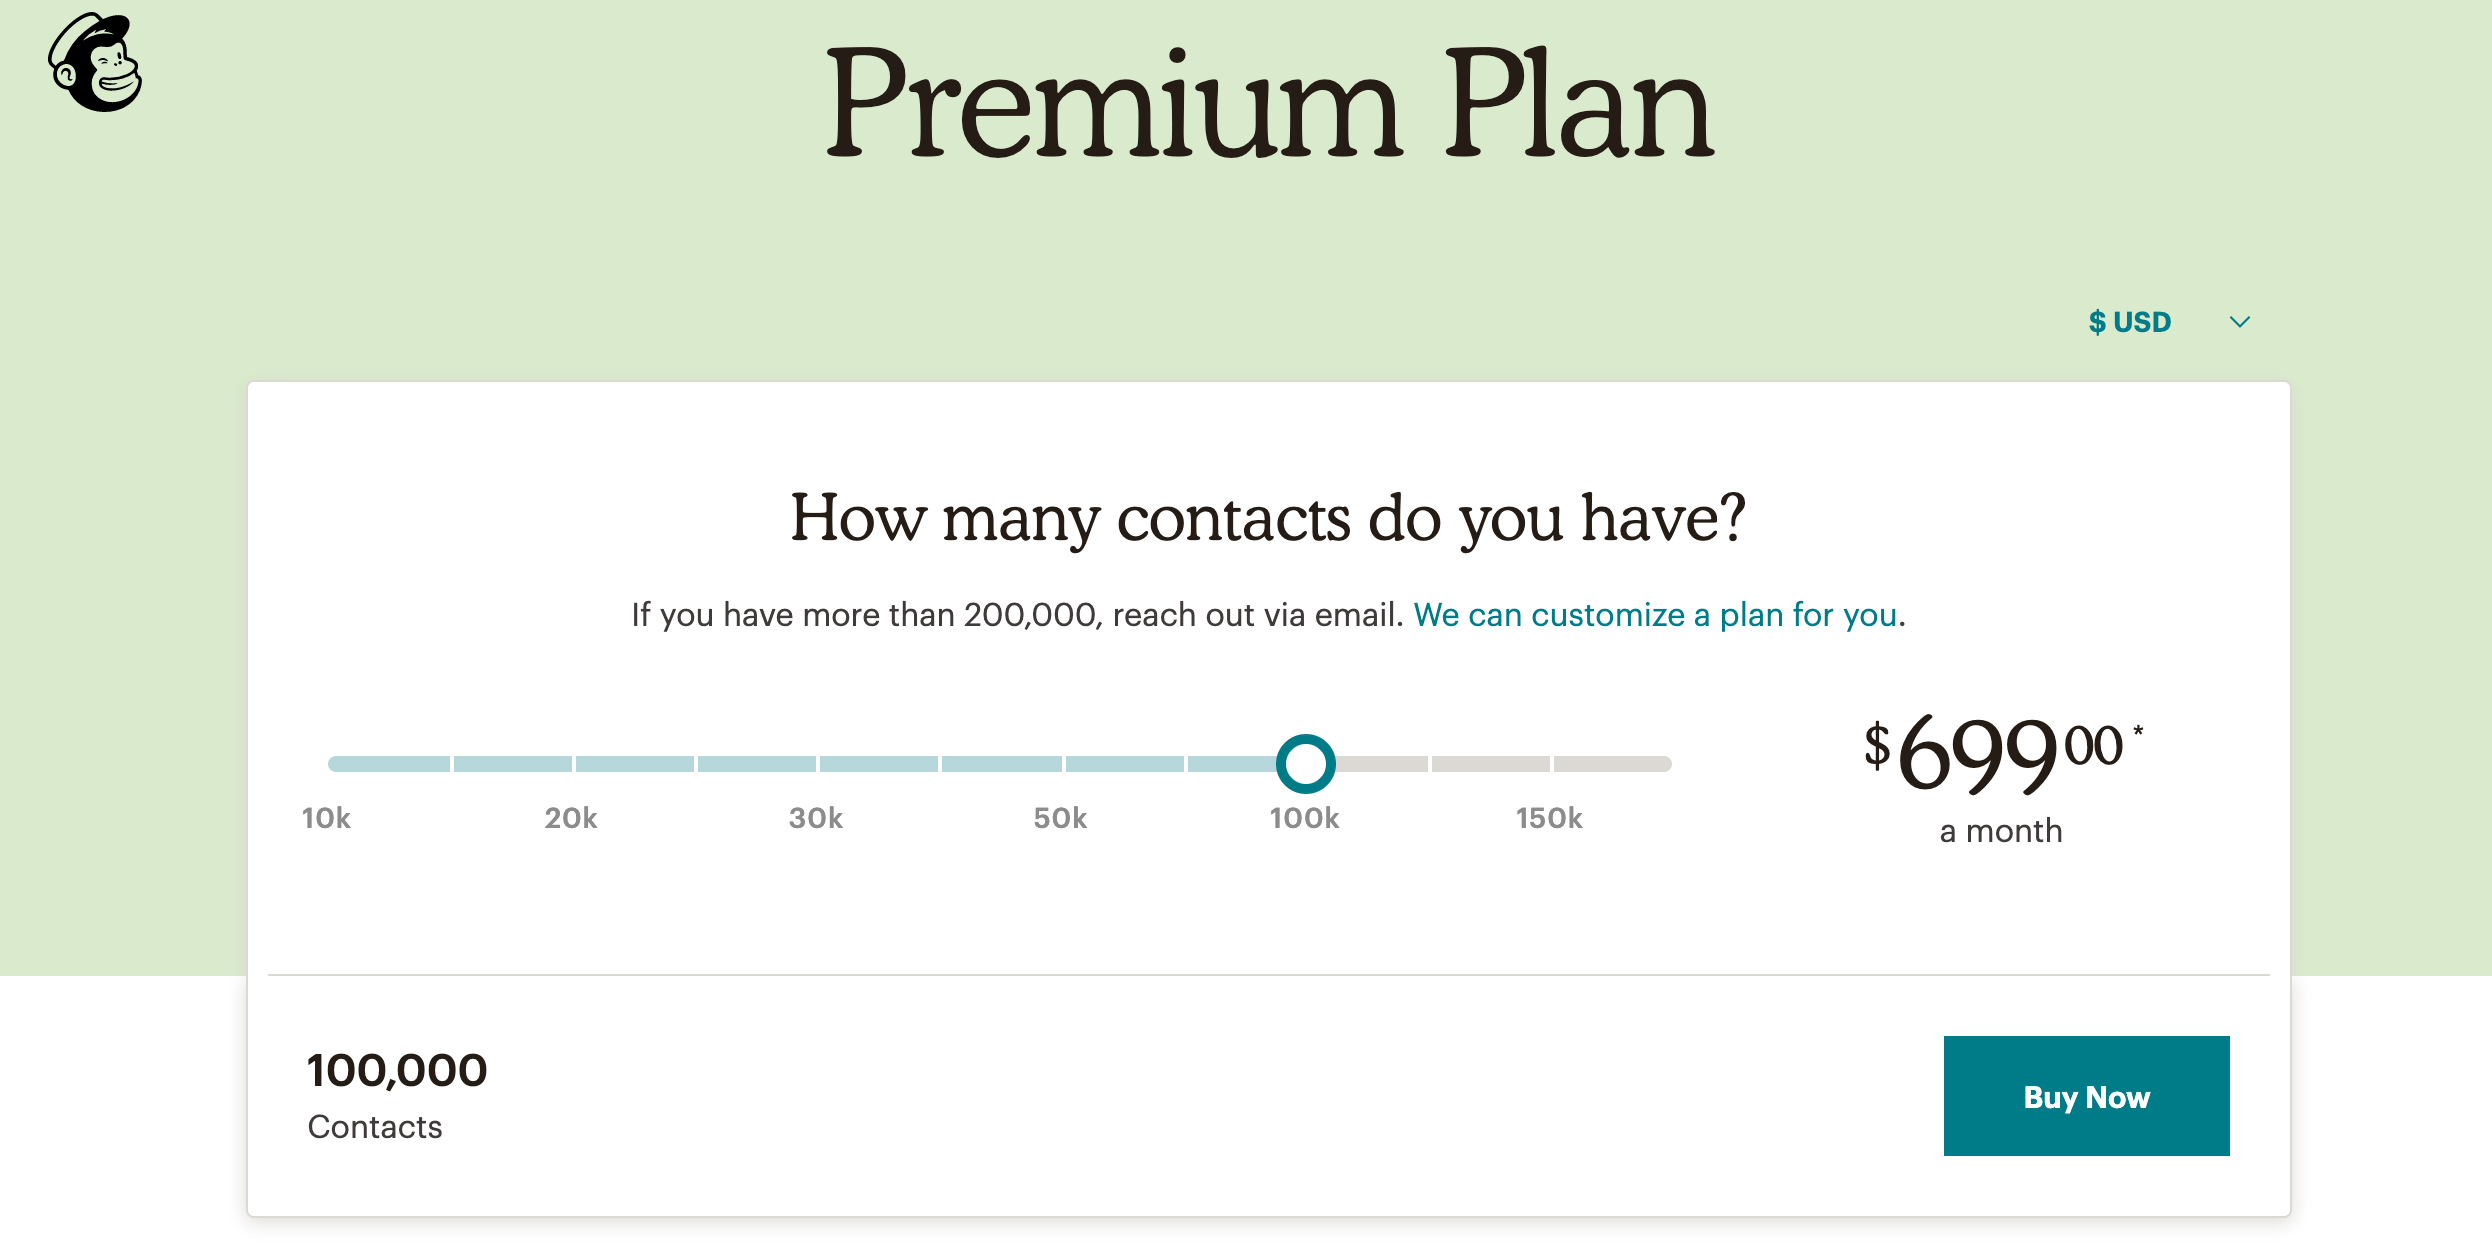 Premium Plan
$ USD
How many contacts do you have?
If you have more than 200,000, reach out via email. We can customize a plan for you.
$69900*
10k 20k 30k 50k 100k 150k
a month
100,000
Contacts
Buy Now